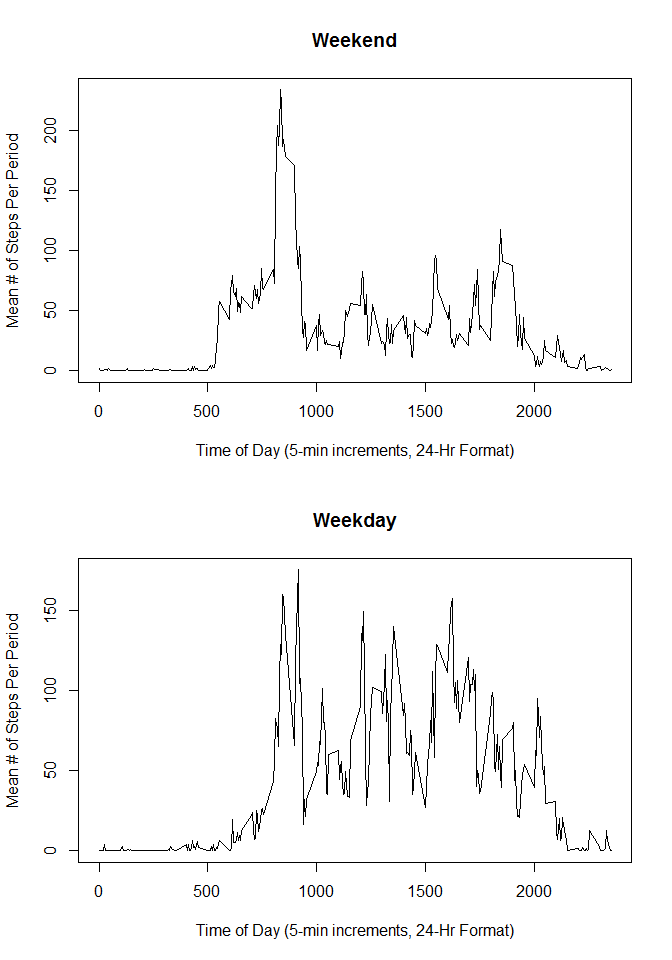 Weekend
Mean # of Steps Per Period
200
150
100
50
0
0 500 1000 1500 2000
Time of Day (5-min increments, 24-Hr Format)
Weekday
Mean # of Steps Per Period
150
100
50
0
0 500 1000 1500 2000
Time of Day (5-min increments, 24-Hr Format)